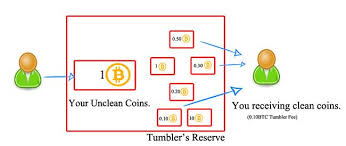 0.50
1
0.30
1
0.20
0.10
10
Your Unclean Coins.
You receiving clean coins.
(0.10BTC Tumbler Fee)
Tumbler's Reserve